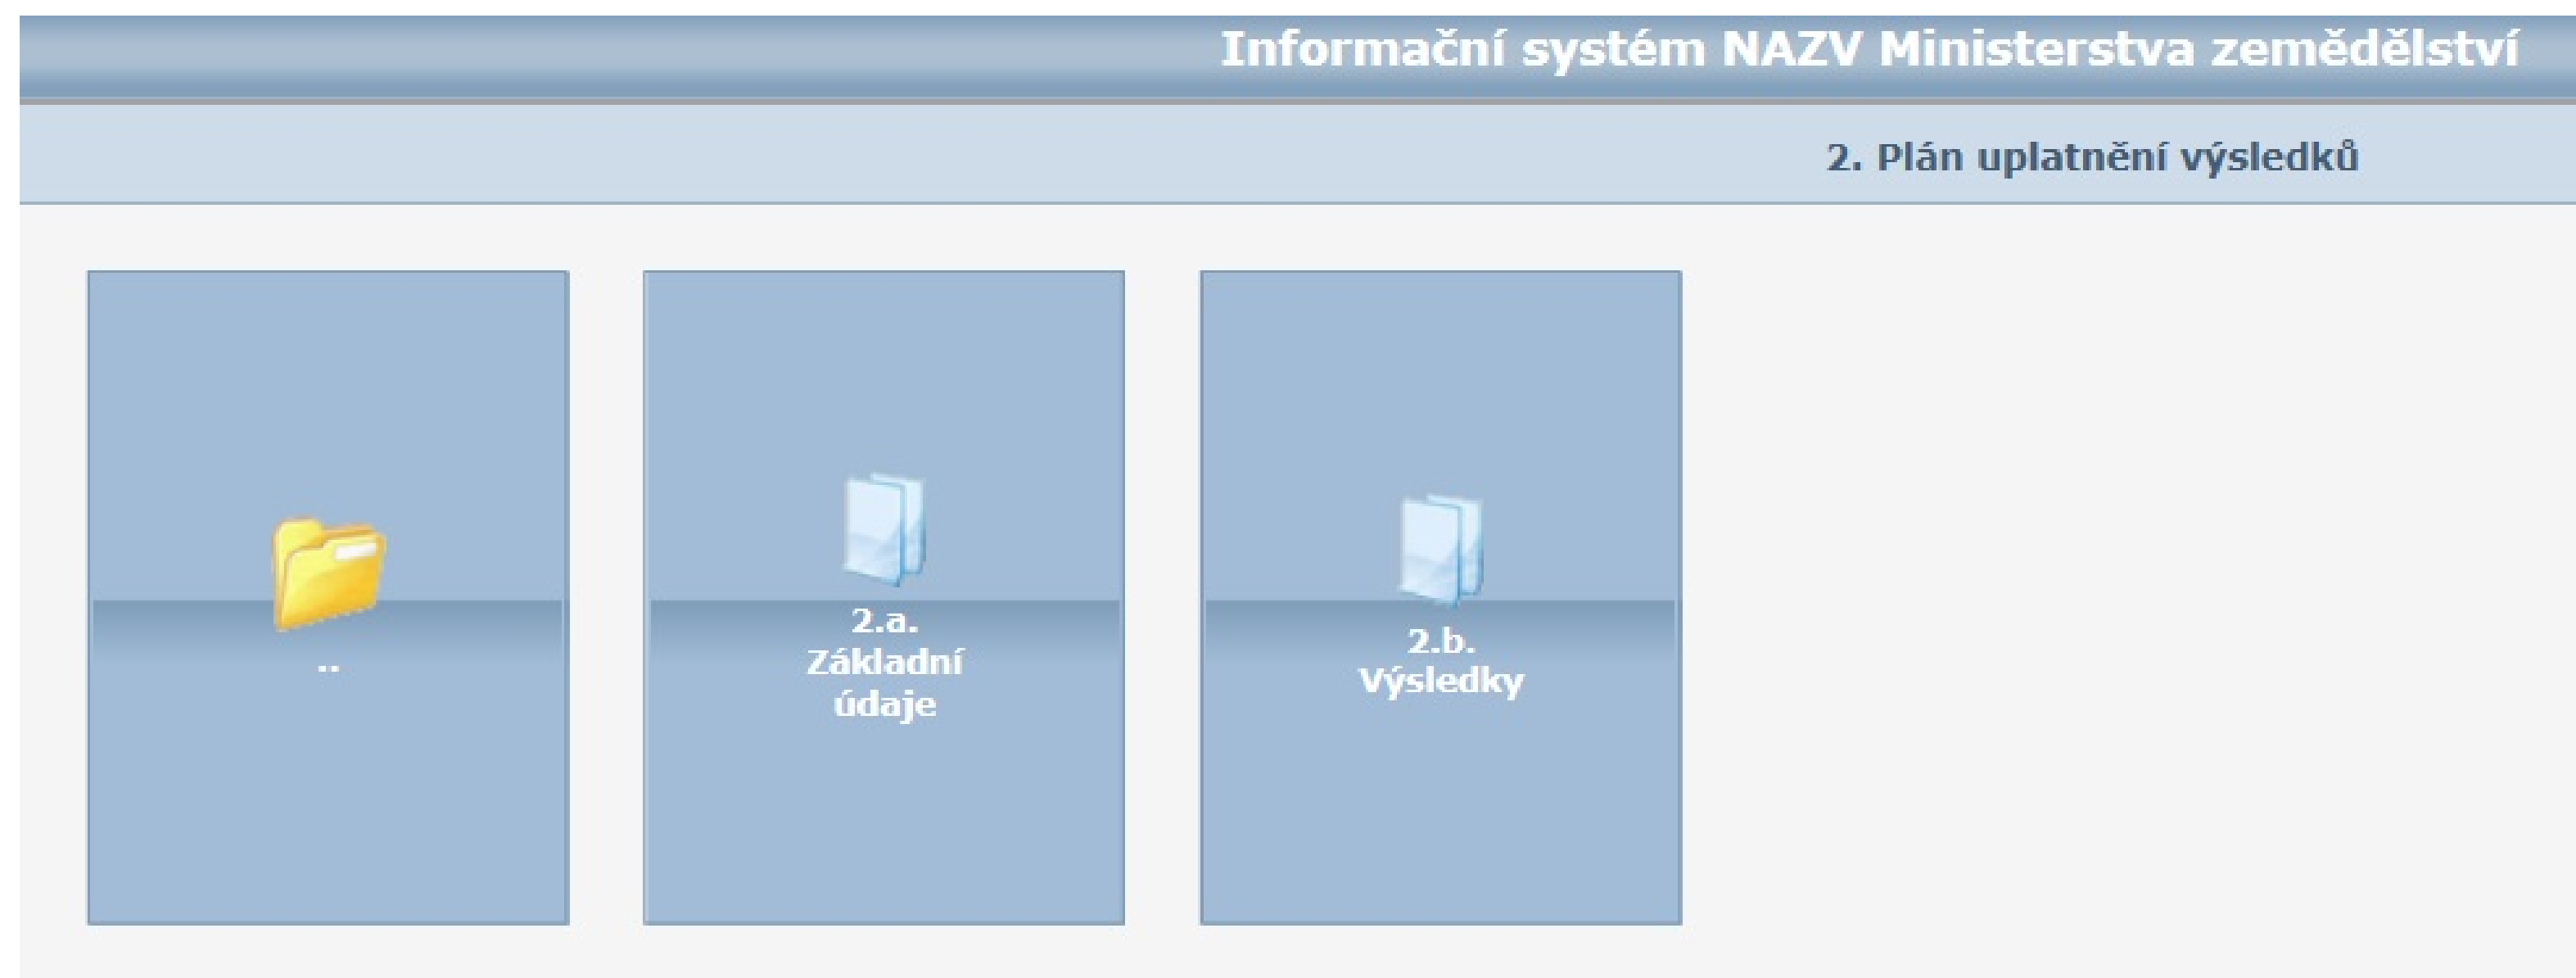 Informační systém NAZV Ministerstva zemědělství
2. Plán uplatnění výsledků
..
2.a.
Základní
údaje
2.b.
Výsledky